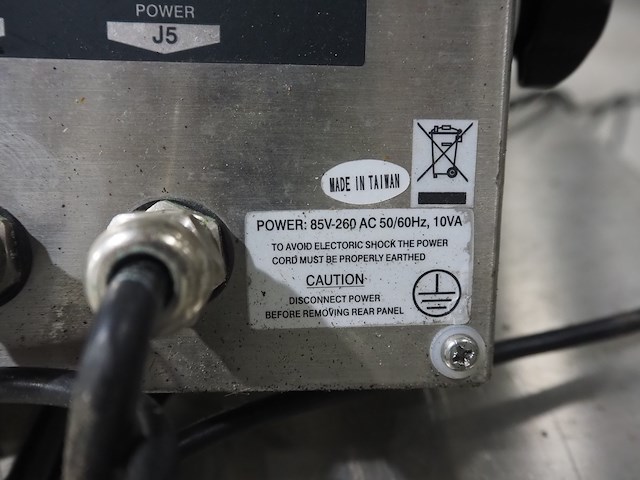 POWER
J5
MADE IN TAIWAN
POWER: 85V-260 AC 50/60Hz, 10VA
TO AVOID ELECTORIC SHOCK THE POWER
CORD MUST BE PROPERLY EARTHED
CAUTION
DISCONNECT POWER
BEFORE REMOVING REAR PANEL